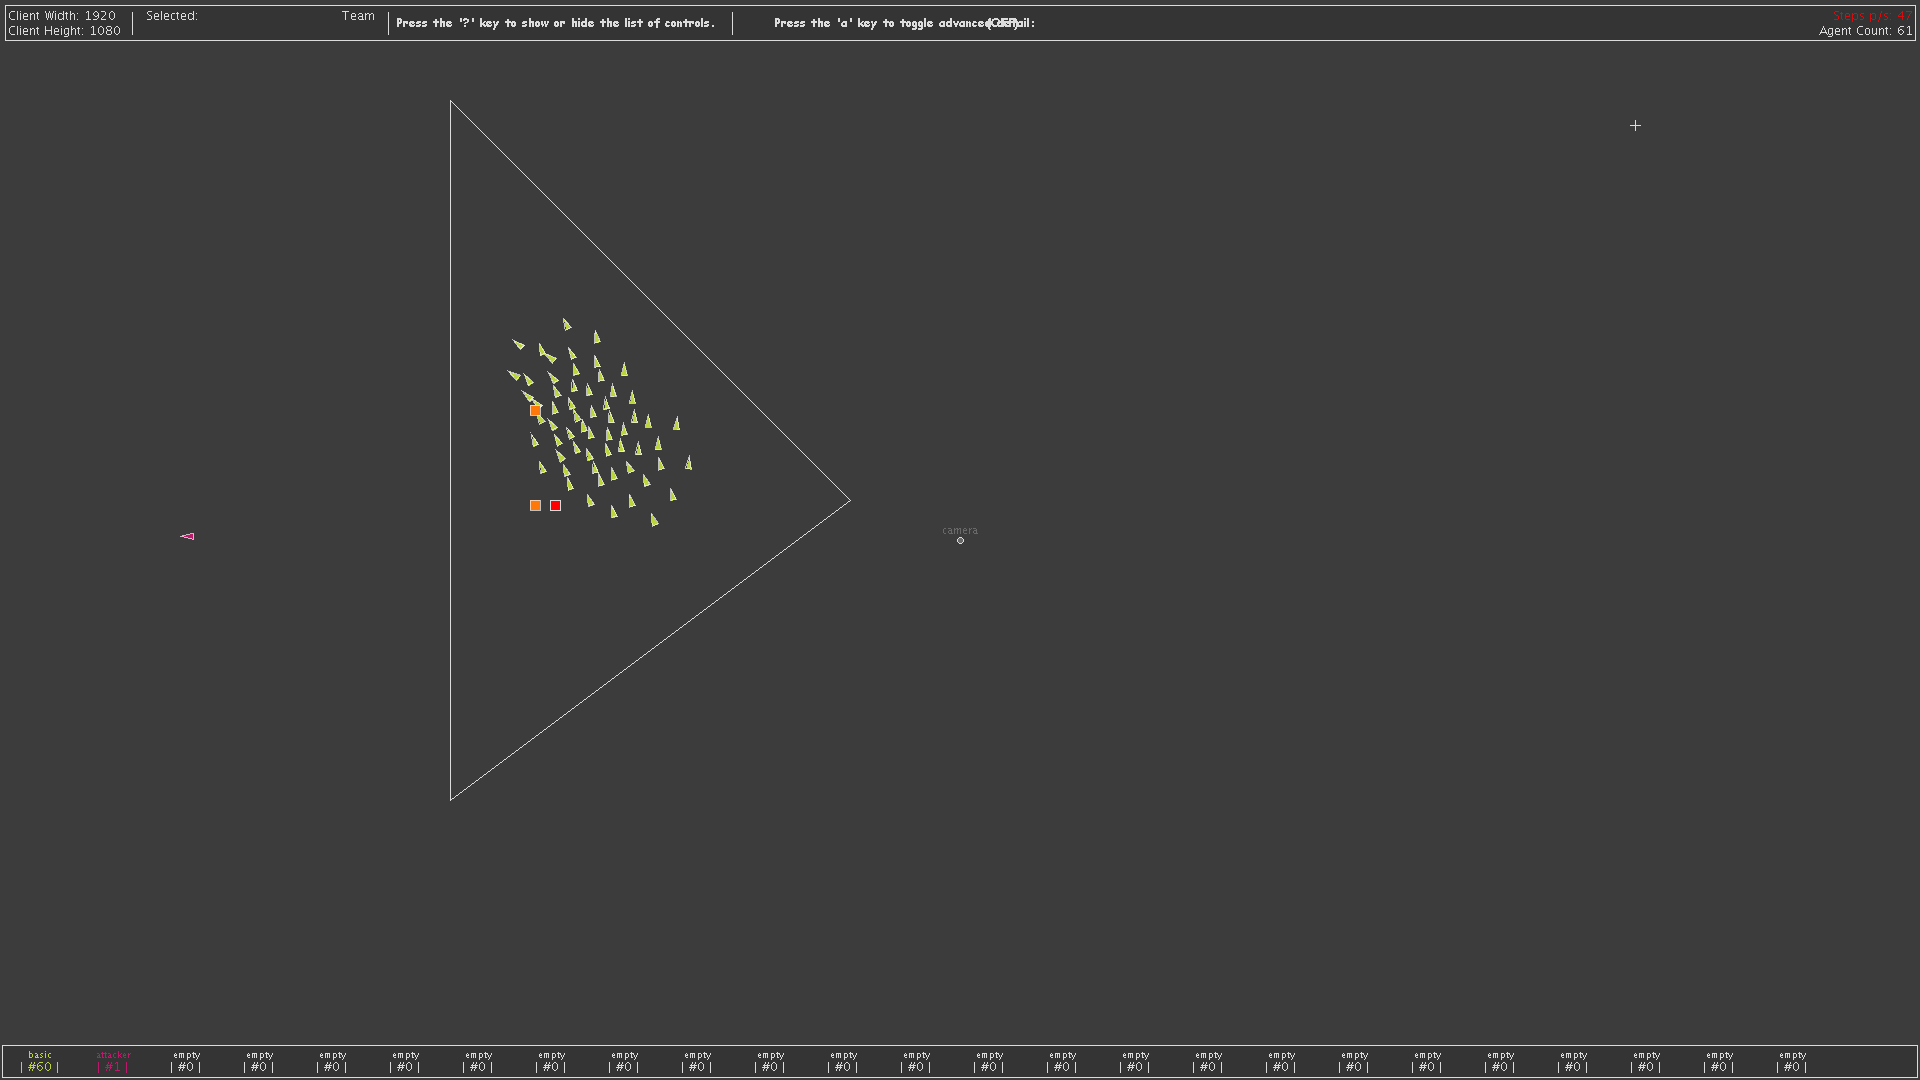 Client Width: 1920
Client Height: 1080
Selected:
Team
Press the '?' key to show or hide the list of controls.
Press the 'a' key to toggle advanced detail:
(OFF)
Steps p/s: 47
Agent Count: 61
camera
basic
| #60 |
attacker
| #1 |
empty
| #0 |
empty
| #0 |
empty
| #0 |
empty
| #0 |
empty
| #0 |
empty
| #0 |
empty
| #0 |
empty
| #0 |
empty
| #0 |
empty
| #0 |
empty
| #0 |
empty
| #0 |
empty
| #0 |
empty
| #0 |
empty
| #0 |
empty
| #0 |
empty
| #0 |
empty
| #0 |
empty
| #0 |
empty
| #0 |
empty
| #0 |
empty
| #0 |
empty
| #0 |